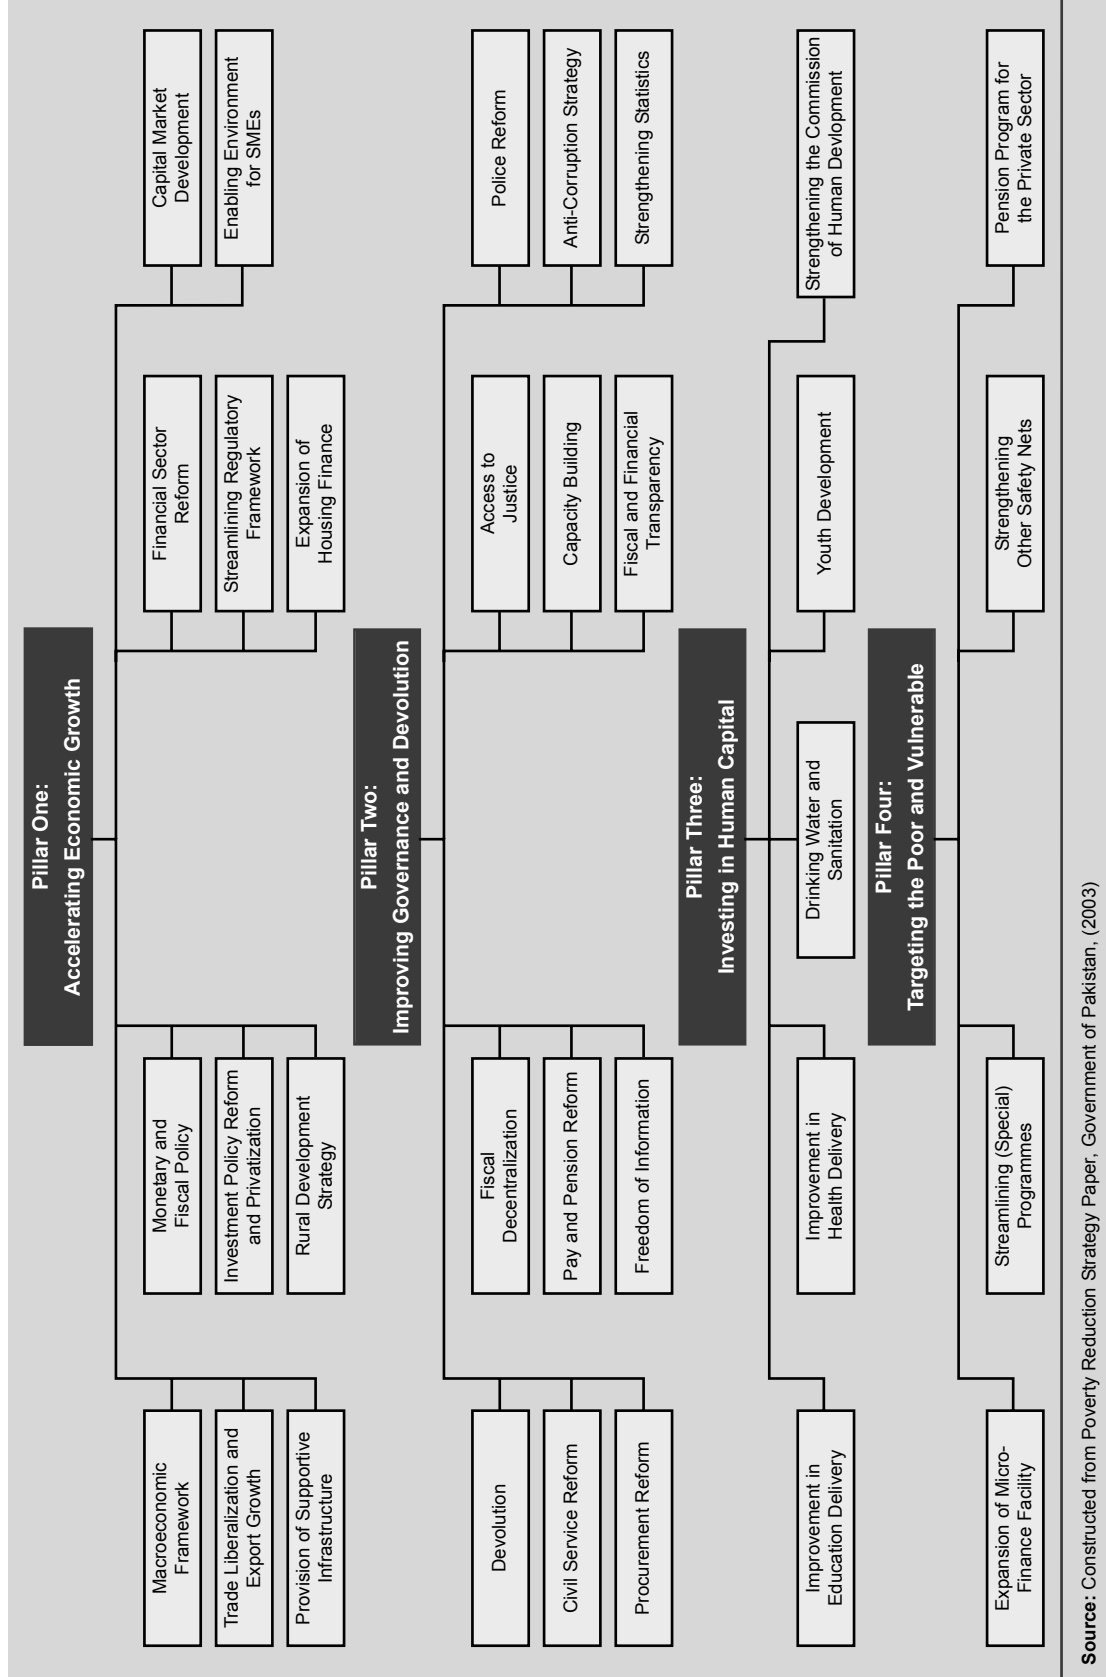 Pillar One:
Accelerating Economic Growth
Macroeconomic
Framework
Trade Liberalization and
Export Growth
Provision of Supportive
Infrastructure
Monetary and
Fiscal Policy
Investment Policy Reform
and Privatization
Rural Development
Strategy
Financial Sector
Reform
Streamlining Regulatory
Framework
Expansion of
Housing Finance
Capital Market
Development
Enabling Environment
for SMEs
Pillar Two:
Improving Governance and Devolution
Devolution
Civil Service Reform
Procurement Reform
Fiscal
Decentralization
Pay and Pension Reform
Freedom of Information
Access to
Justice
Capacity Building
Fiscal and Financial
Transparency
Police Reform
Anti-Corruption Strategy
Strengthening Statistics
Pillar Three:
Investing in Human Capital
Improvement in
Education Delivery
Improvement in
Health Delivery
Drinking Water and
Sanitation
Youth Development
Strengthening the Commission
of Human Devlopment
Pillar Four:
Targeting the Poor and Vulnerable
Expansion of Micro-
Finance Facility
Streamlining (Special)
Programmes
Strengthening
Other Safety Nets
Pension Program for
the Private Sector
Source: Constructed from Poverty Reduction Strategy Paper, Government of Pakistan, (2003)